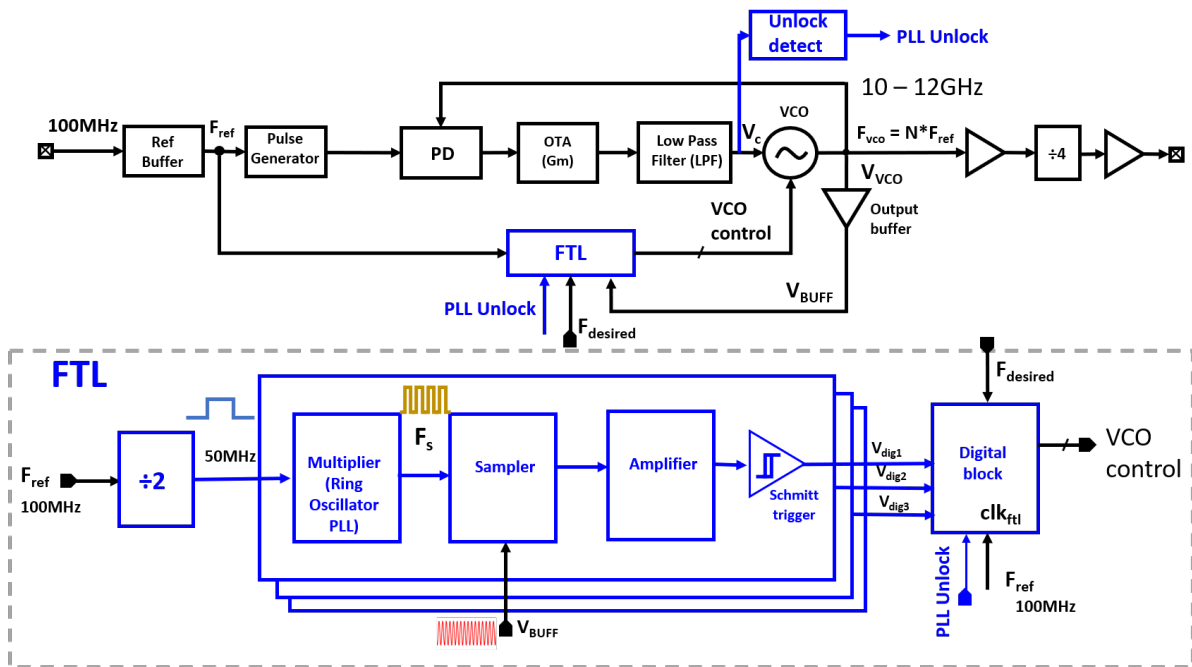 Unlock
detect
PLL Unlock
10 – 12GHz
100MHz
Ref
Buffer
Fref
Pulse
Generator
PD
OTA
(Gm)
Low Pass
Filter (LPF)
Vc
VCO
Fvco = N*Fref
VVCO
÷4
Output
buffer
VCO
control
FTL
VBUFF
PLL Unlock
Fdesired
FTL
Fref
100MHz
÷2
50MHz
Multiplier
(Ring
Oscillator
PLL)
Fs
Sampler
Amplifier
Schmitt
trigger
Vdig1
Vdig2
Vdig3
Fdesired
Digital
block
clkftl
VCO
control
PLL Unlock
Fref
100MHz
VBUFF